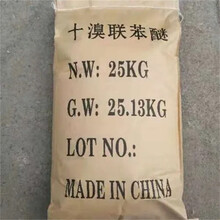 十溴联苯醚
N.W: 25KG
G.W: 25.13KG
LOT NO.:
MADE IN CHINA